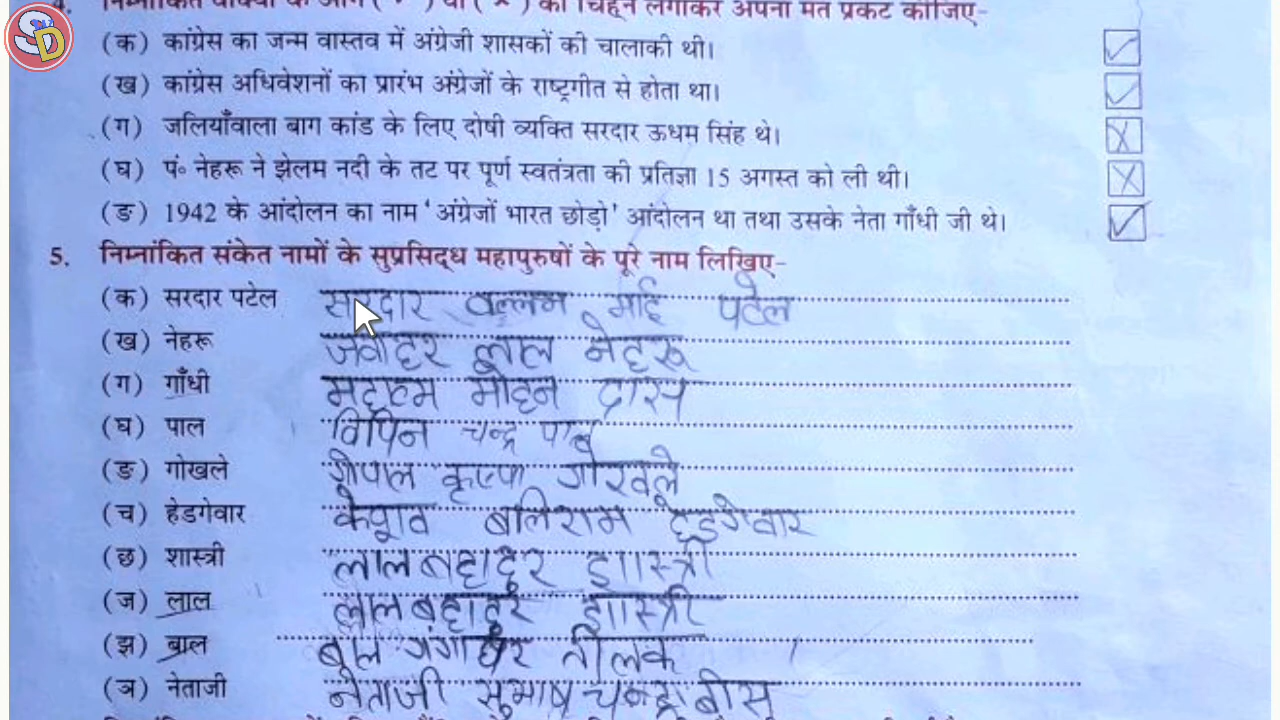 SD
4. निम्नांकित वाक्यों के आगे ( ✓ ) या ( × ) का चिह्न लगाकर अपना मत प्रकट कीजिए-
(क) कांग्रेस का जन्म वास्तव में अंग्रेजी शासकों की चालाकी थी। ✓
(ख) कांग्रेस अधिवेशनों का प्रारंभ अंग्रेजों के राष्ट्रगीत से होता था। ✓
(ग) जलियाँवाला बाग कांड के लिए दोषी व्यक्ति सरदार ऊधम सिंह थे। X
(घ) पं० नेहरू ने झेलम नदी के तट पर पूर्ण स्वतंत्रता की प्रतिज्ञा 15 अगस्त को ली थी। X
(ङ) 1942 के आंदोलन का नाम 'अंग्रेजों भारत छोड़ो' आंदोलन था तथा उसके नेता गाँधी जी थे। ✓
5. निम्नांकित संकेत नामों के सुप्रसिद्ध महापुरुषों के पूरे नाम लिखिए-
(क) सरदार पटेल सरदार वल्लभ भाई पटेल
(ख) नेहरू जवाहर लाल नेहरू
(ग) गाँधी मोहन दास
(घ) पाल विपिन चन्द्र पाल
(ङ) गोखले गोपाल कृष्ण गोखले
(च) हेडगेवार केशव बलिराम हेडगेवार
(छ) शास्त्री लाल बहादुर शास्त्री
(ज) लाल लाल बहादुर शास्त्री
(झ) बाल बाल गंगाधर तीलक
(ञ) नेताजी नेताजी सुभाष चन्द्र बोस